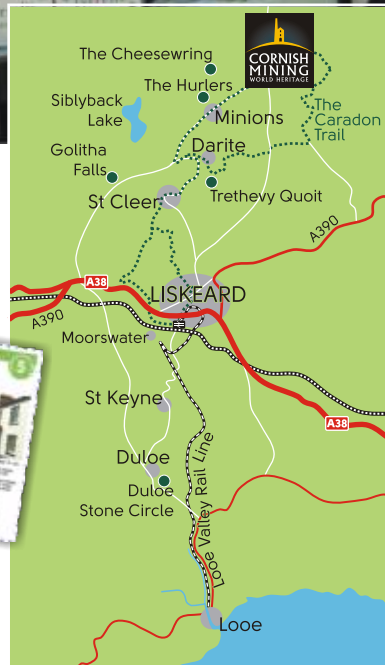 CORNISH
MINING
WORLD HERITAGE
The Cheesewring
The Hurlers
Siblyback
Lake
Minions
The
Caradon
Trail
Darite
Golitha
Falls
Trethevy Quoit
St Cleer
A390
A38
LISKEARD
A390
Moorswater
St Keyne
A38
Duloe
Duloe
Stone Circle
Looe Valley Rail Line
Looe
5